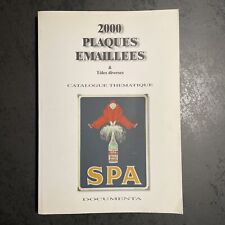 2000
PLAQUES
EMAILLEES
&
Tôles diverses
CATALOGUE THEMATIQUE
SPA
DOCUMENTA